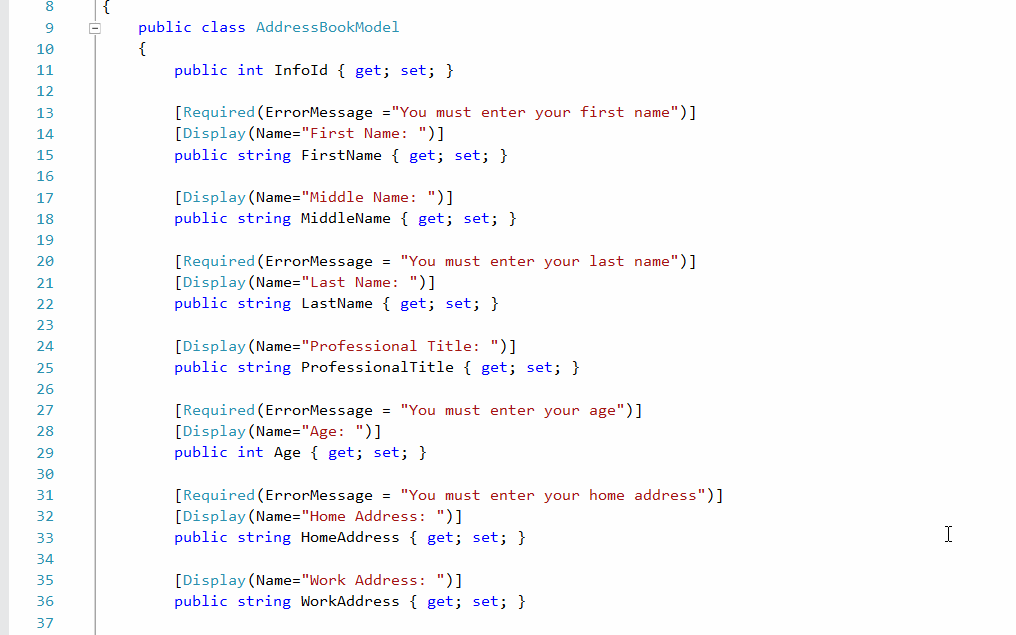 8 {
9 public class AddressBookModel
10 {
11 public int InfoId { get; set; }
12
13 [Required(ErrorMessage ="You must enter your first name")]
14 [Display(Name="First Name: ")]
15 public string FirstName { get; set; }
16
17 [Display(Name="Middle Name: ")]
18 public string MiddleName { get; set; }
19
20 [Required(ErrorMessage = "You must enter your last name")]
21 [Display(Name="Last Name: ")]
22 public string LastName { get; set; }
23
24 [Display(Name="Professional Title: ")]
25 public string ProfessionalTitle { get; set; }
26
27 [Required(ErrorMessage = "You must enter your age")]
28 [Display(Name="Age: ")]
29 public int Age { get; set; }
30
31 [Required(ErrorMessage = "You must enter your home address")]
32 [Display(Name="Home Address: ")]
33 public string HomeAddress { get; set; }
34
35 [Display(Name="Work Address: ")]
36 public string WorkAddress { get; set; }
37